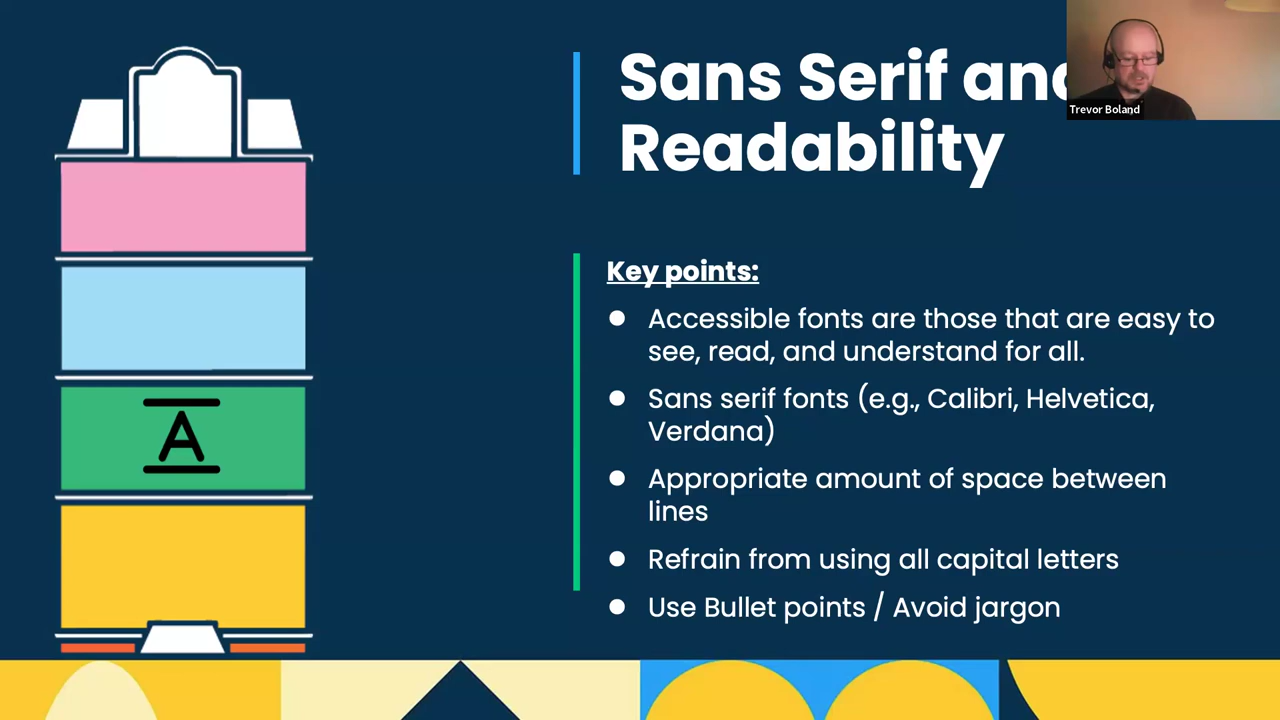 Sans Serif and
Readability
Trevor Boland
Key points:
● Accessible fonts are those that are easy to
see, read, and understand for all.
● Sans serif fonts (e.g., Calibri, Helvetica,
Verdana)
● Appropriate amount of space between
lines
● Refrain from using all capital letters
● Use Bullet points / Avoid jargon
A